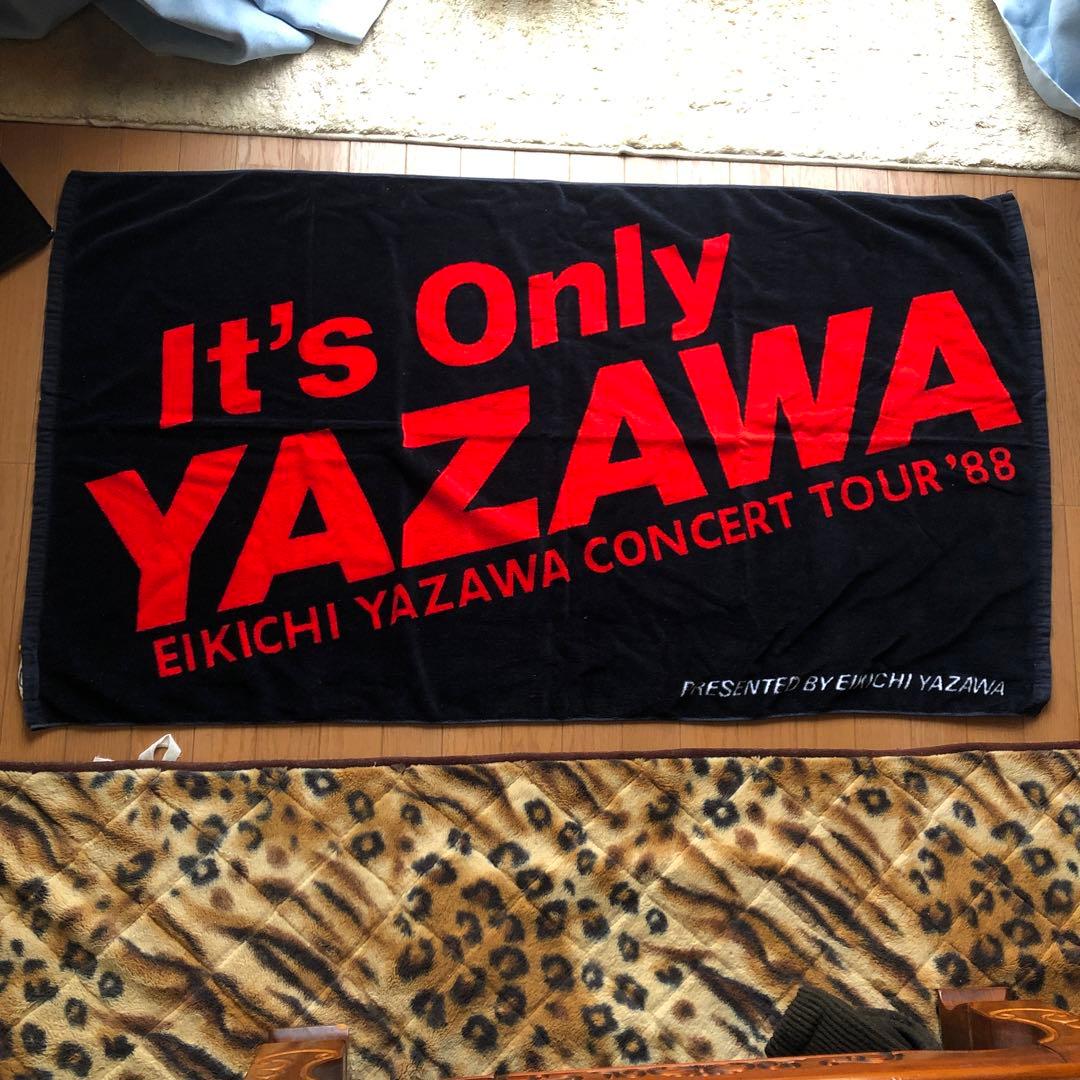 It's Only
YAZAWA
EIKICHI YAZAWA CONCERT TOUR '88
PRESENTED BY EIKICHI YAZAWA